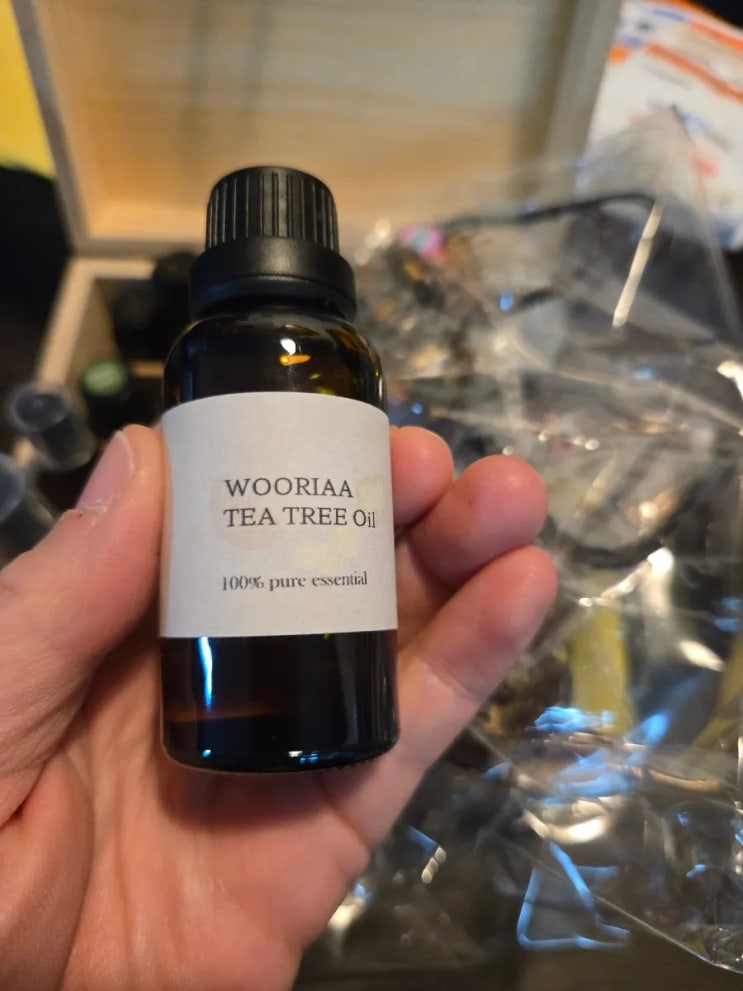 WOORIAA
TEA TREE Oil
100% pure essential